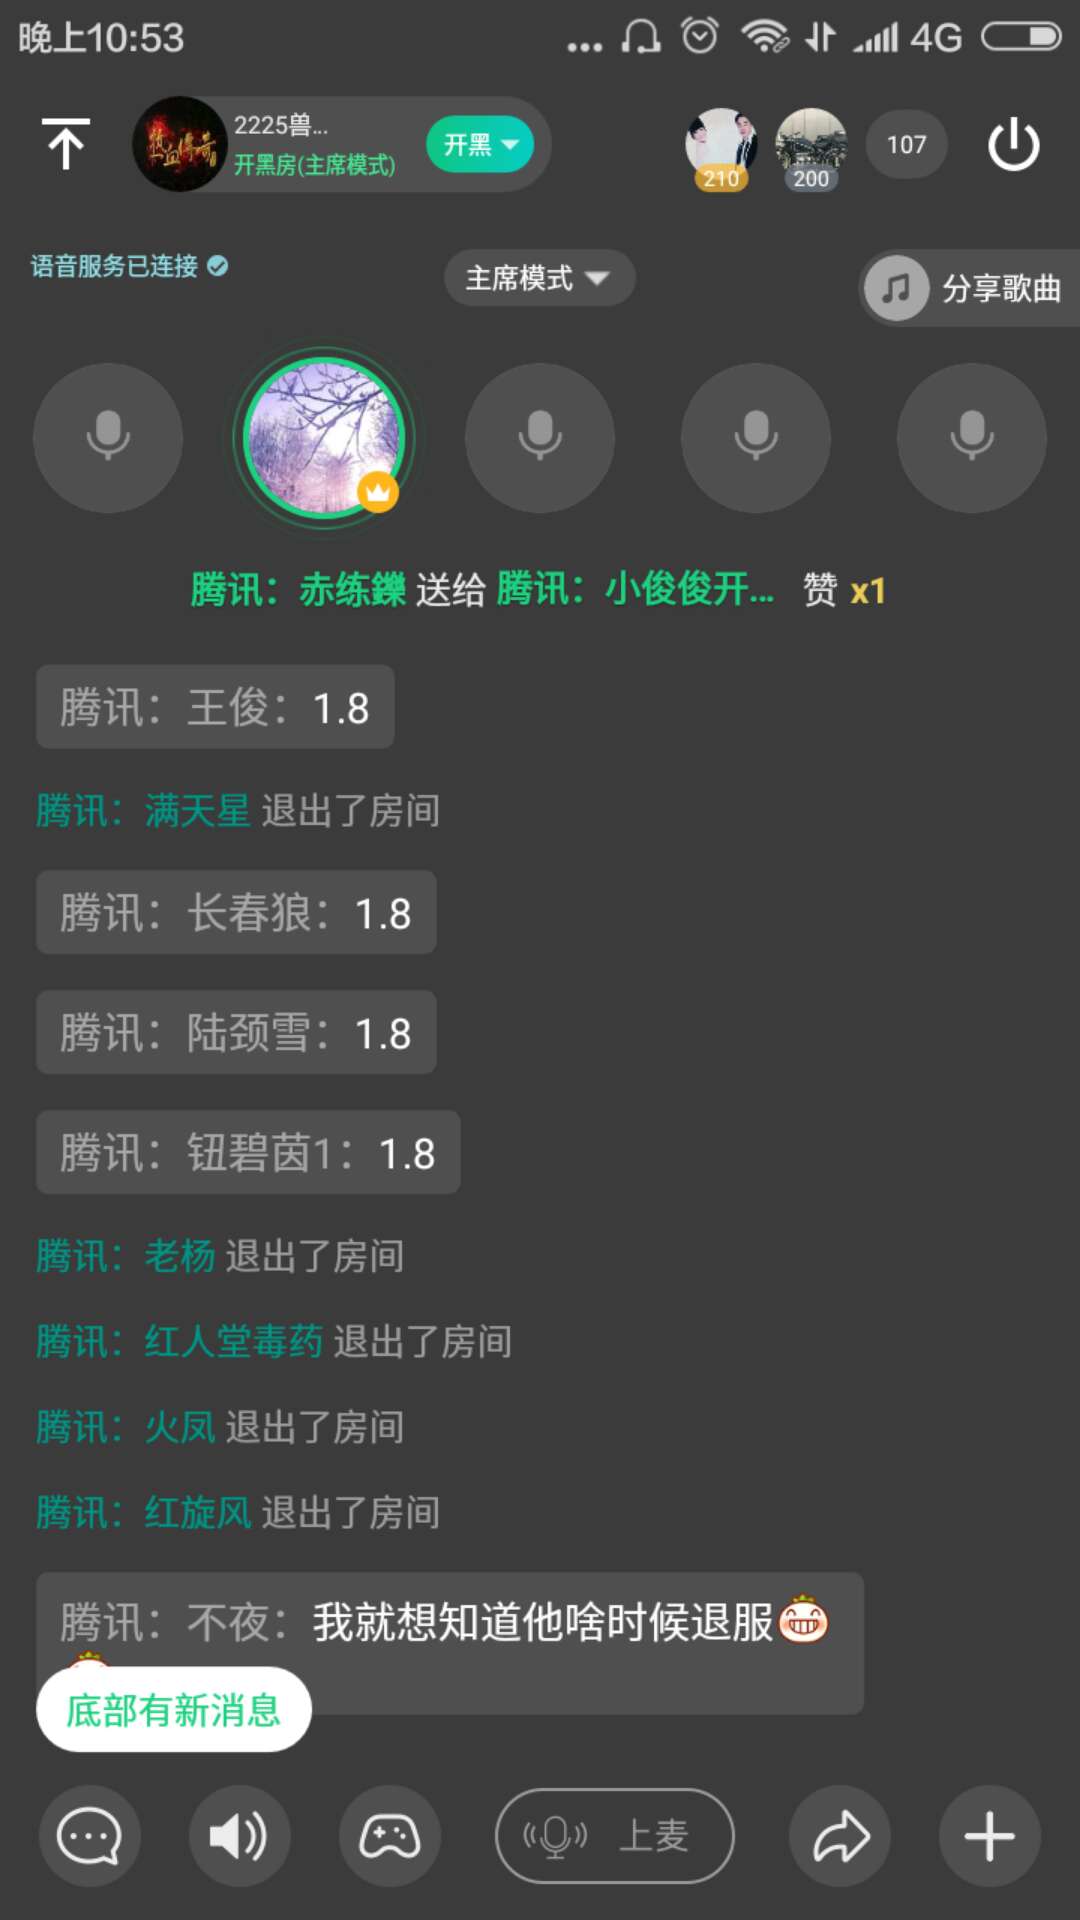 晚上10:53
4G
热血传奇
2225兽...
开黑房(主席模式)
开黑
210
200
107
语音服务已连接
主席模式
分享歌曲
腾讯：赤练鑠 送给 腾讯：小俊俊开... 赞 x1
腾讯：王俊：1.8
腾讯：满天星 退出了房间
腾讯：长春狼：1.8
腾讯：陆颈雪：1.8
腾讯：钮碧茵1：1.8
腾讯：老杨 退出了房间
腾讯：红人堂毒药 退出了房间
腾讯：火凤 退出了房间
腾讯：红旋风 退出了房间
腾讯：不夜：我就想知道他啥时候退服
底部有新消息
上麦